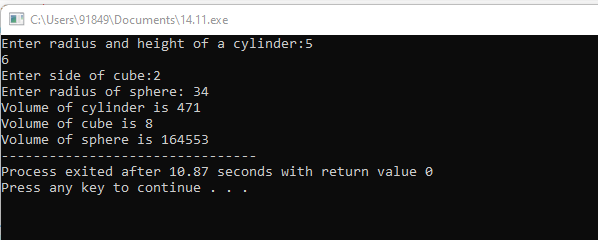 C:\Users\91849\Documents\14.11.exe
Enter radius and height of a cylinder:5
6
Enter side of cube:2
Enter radius of sphere: 34
Volume of cylinder is 471
Volume of cube is 8
Volume of sphere is 164553
--------------------------------
Process exited after 10.87 seconds with return value 0
Press any key to continue . . .